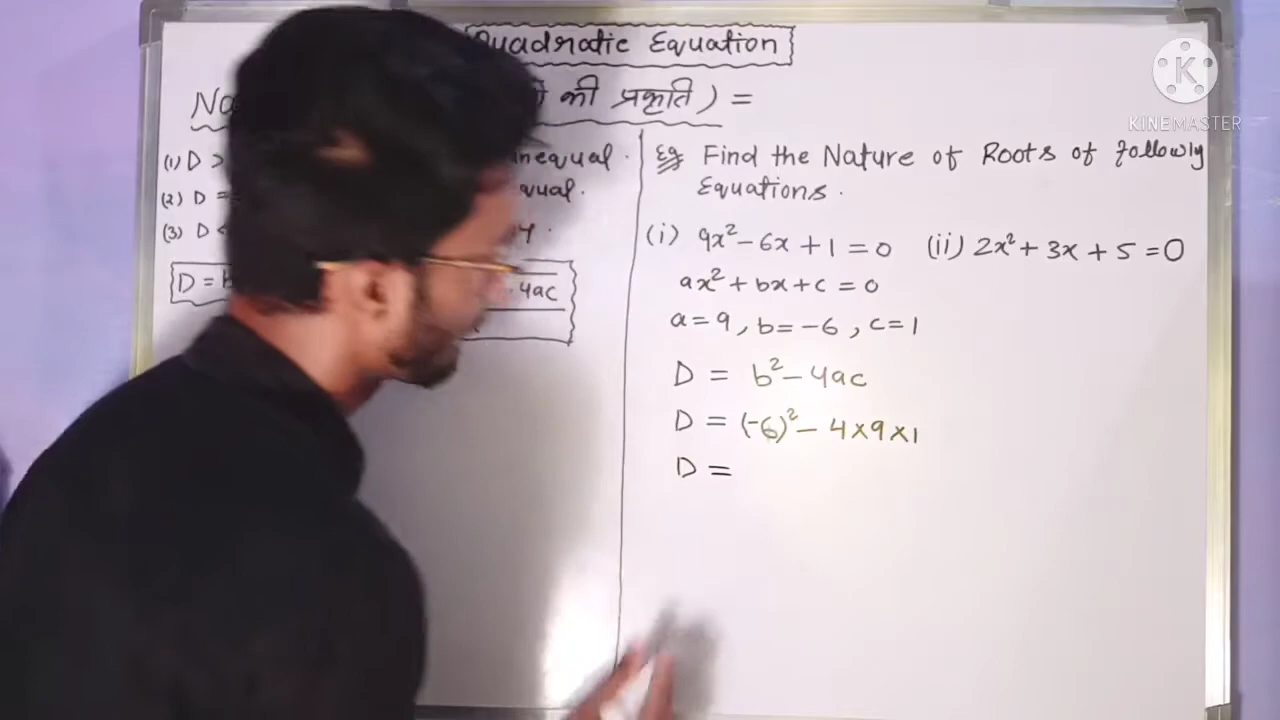 Quadratic Equation
की प्रकृति ) =
(1) D > unequal.
(2) D =
(3) D <
D = 4ac
Eg Find the Nature of Roots of followly
Equations.
(i) 9x² - 6x + 1 = 0 (ii) 2x² + 3x + 5 = 0
ax² + bx + c = 0
a = 9, b = -6, c = 1
D = b² - 4ac
D = (-6)² - 4×9×1
D =
KINEMASTER